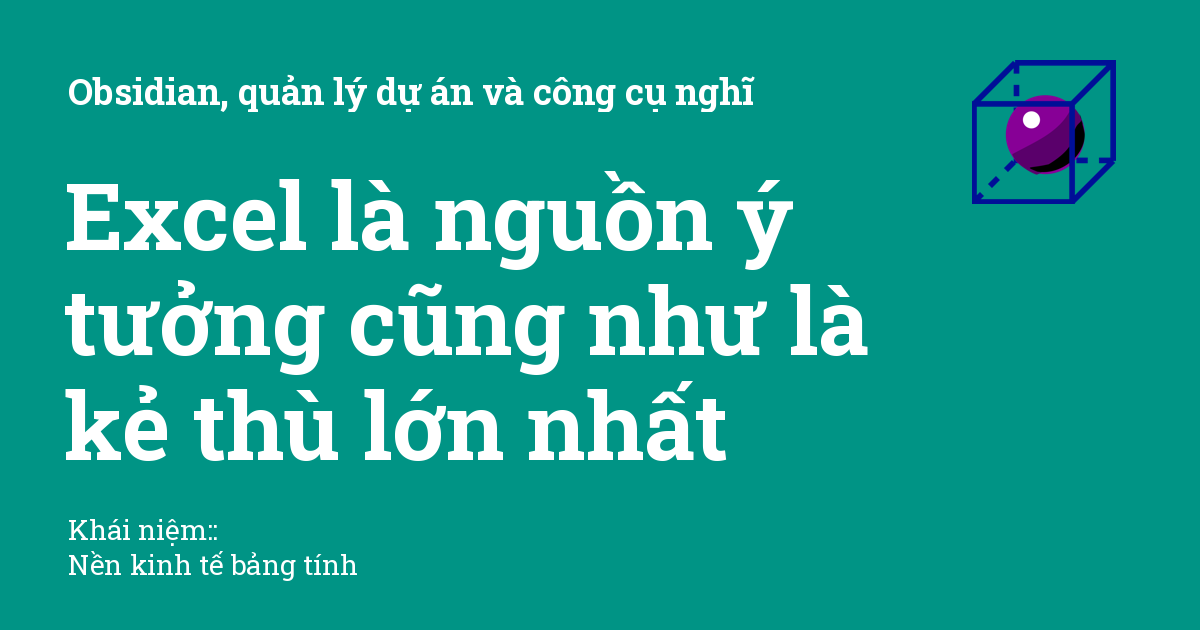 Obsidian, quản lý dự án và công cụ nghĩ
Excel là nguồn ý
tưởng cũng như là
kẻ thù lớn nhất
Khái niệm::
Nền kinh tế bảng tính